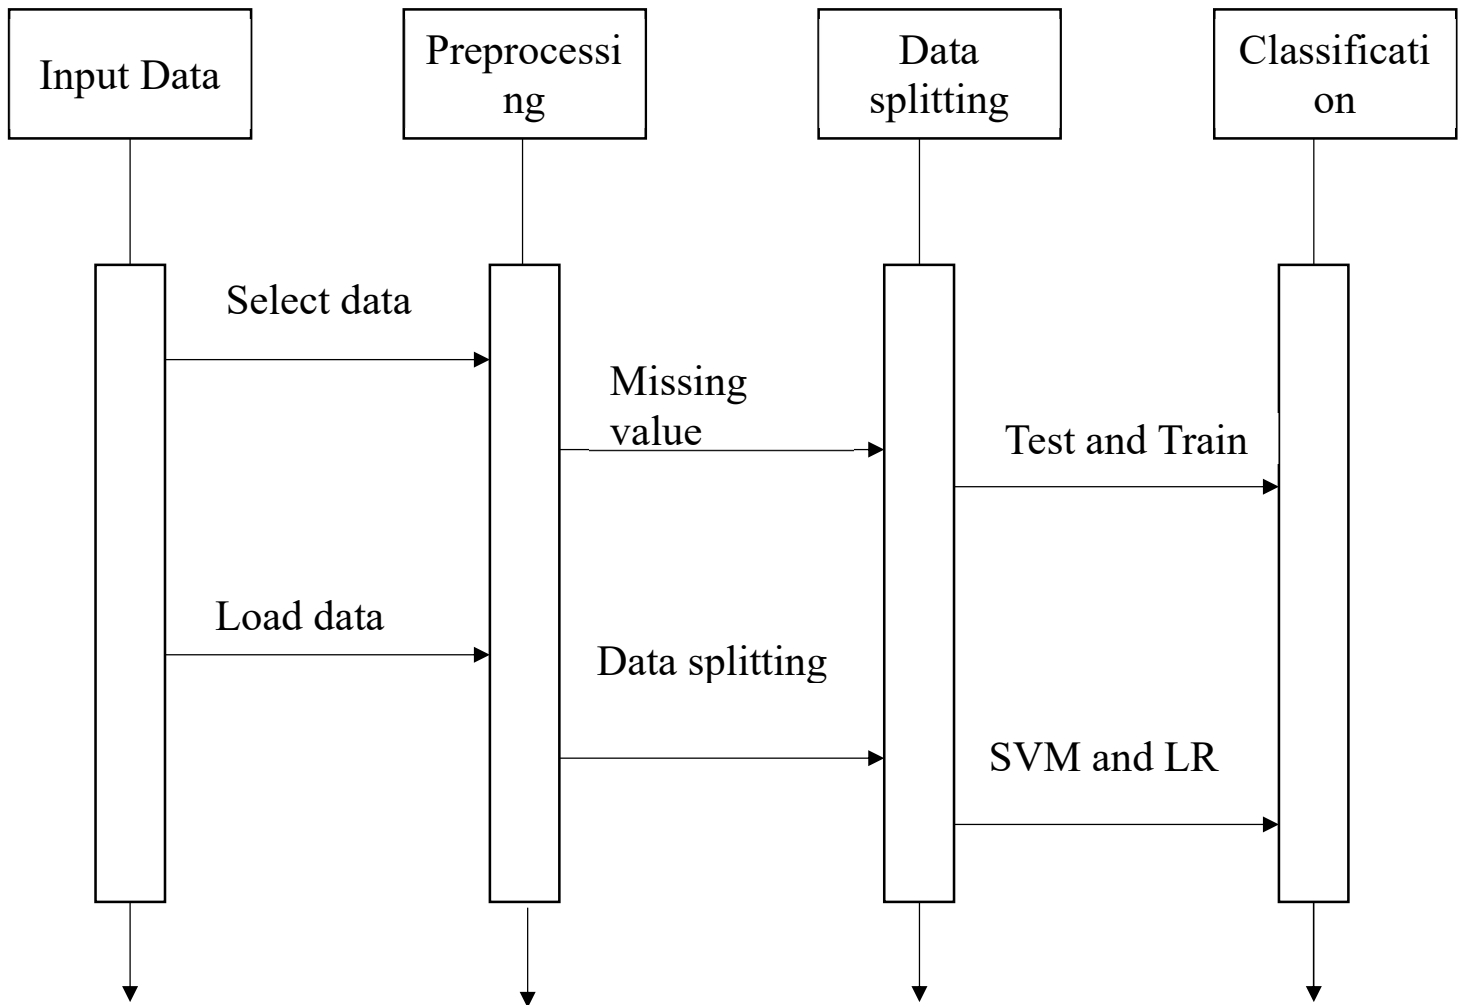 Input Data
Preprocessi
ng
Data
splitting
Classificati
on
Select data
Missing
value
Test and Train
Load data
Data splitting
SVM and LR